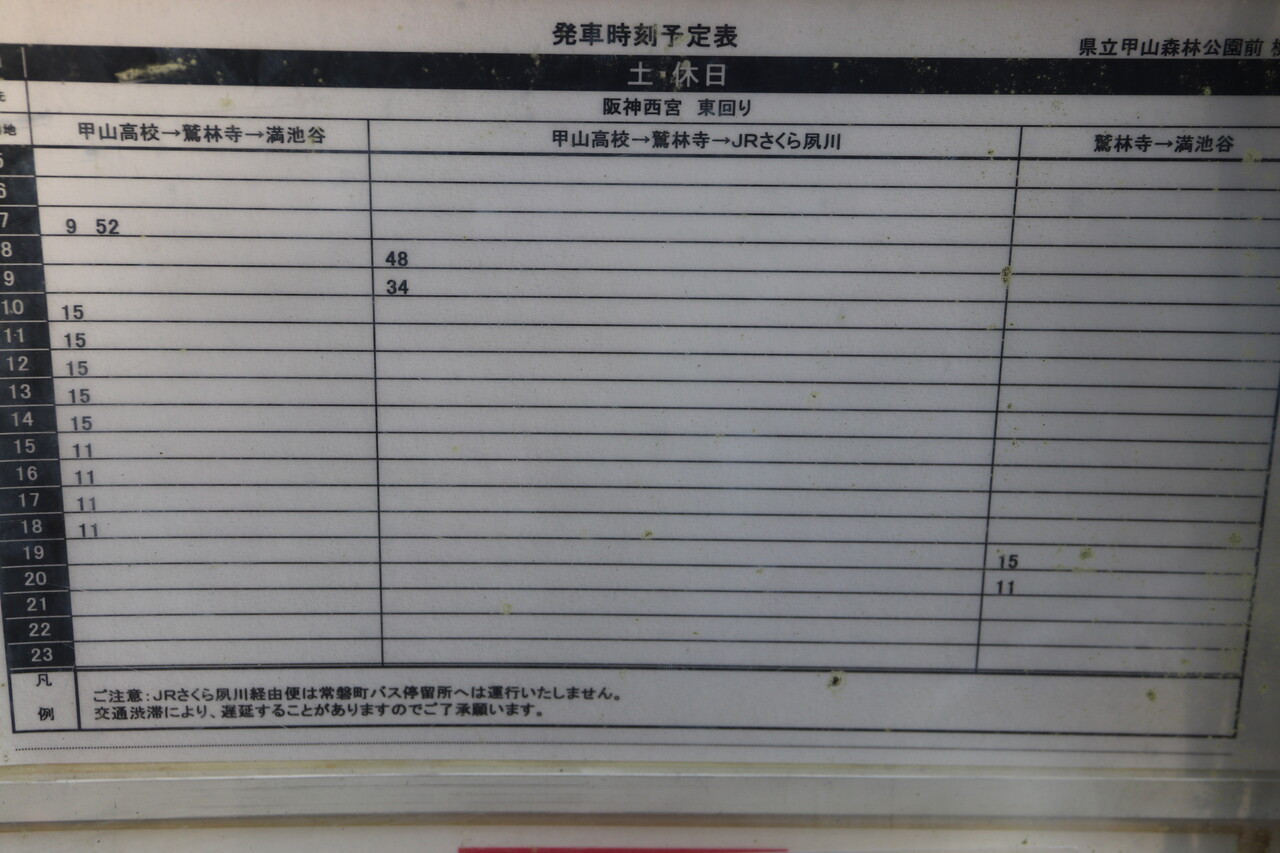 発車時刻予定表
県立甲山森林公園前
土・休日
阪神西宮 東回り
甲山高校→鷲林寺→満池谷 甲山高校→鷲林寺→JRさくら夙川 鷲林寺→満池谷
5
6
7 9 52
8 48
9 34
10 15
11 15
12 15
13 15
14 15
15 11
16 11
17 11
18 11
19 15
20 11
21
22
23
凡例
ご注意：JRさくら夙川経由便は常磐町バス停留所へは運行いたしません。
交通渋滞により、遅延することがありますのでご了承願います。